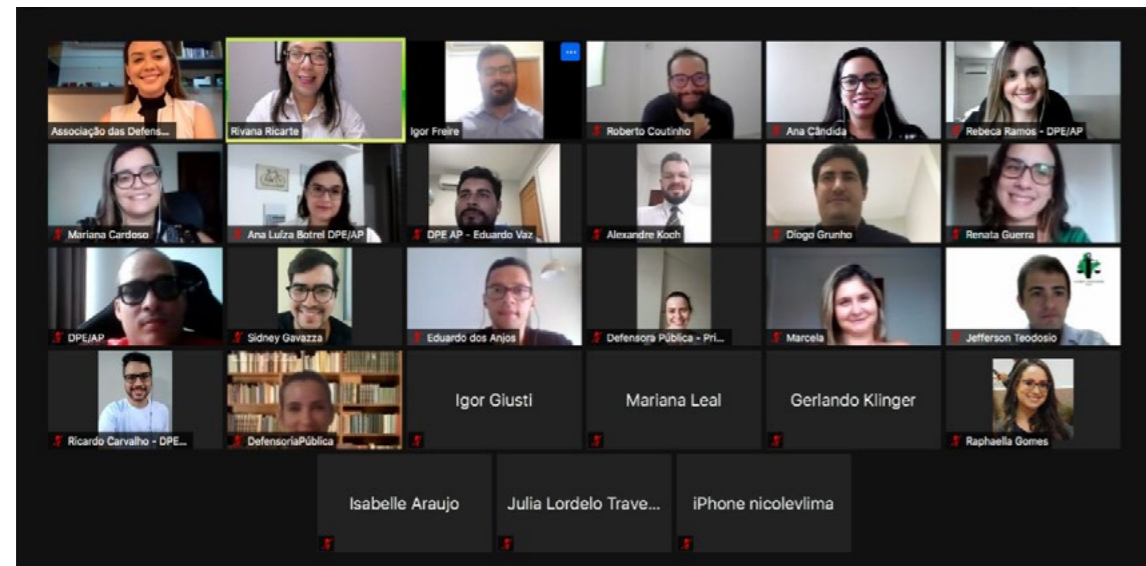 Associação das Defens...
Rivana Ricarte
Igor Freire
Roberto Coutinho
Ana Cândida
Rebeca Ramos - DPE/AP
Mariana Cardoso
Ana Luíza Botrel DPE/AP
DPE AP - Eduardo Vaz
Alexandre Koch
Diogo Grunho
Renata Guerra
DPE/AP
Sidney Gavazza
Eduardo dos Anjos
Defensora Pública - Pri...
Marcela
Jefferson Teodosio
Ricardo Carvalho - DPE...
DefensoriaPública
Igor Giusti
Mariana Leal
Gerlando Klinger
Raphaella Gomes
Isabelle Araujo
Julia Lordelo Trave...
iPhone nicolevlima